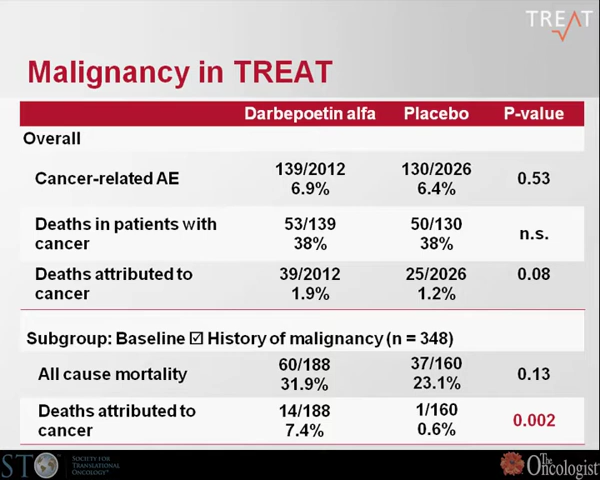 TREAT
Malignancy in TREAT
Darbepoetin alfa Placebo P-value
Overall
Cancer-related AE 139/2012 6.9% 130/2026 6.4% 0.53
Deaths in patients with cancer 53/139 38% 50/130 38% n.s.
Deaths attributed to cancer 39/2012 1.9% 25/2026 1.2% 0.08
Subgroup: Baseline ☑ History of malignancy (n = 348)
All cause mortality 60/188 31.9% 37/160 23.1% 0.13
Deaths attributed to cancer 14/188 7.4% 1/160 0.6% 0.002
STO SOCIETY FOR TRANSLATIONAL ONCOLOGY
The Oncologist